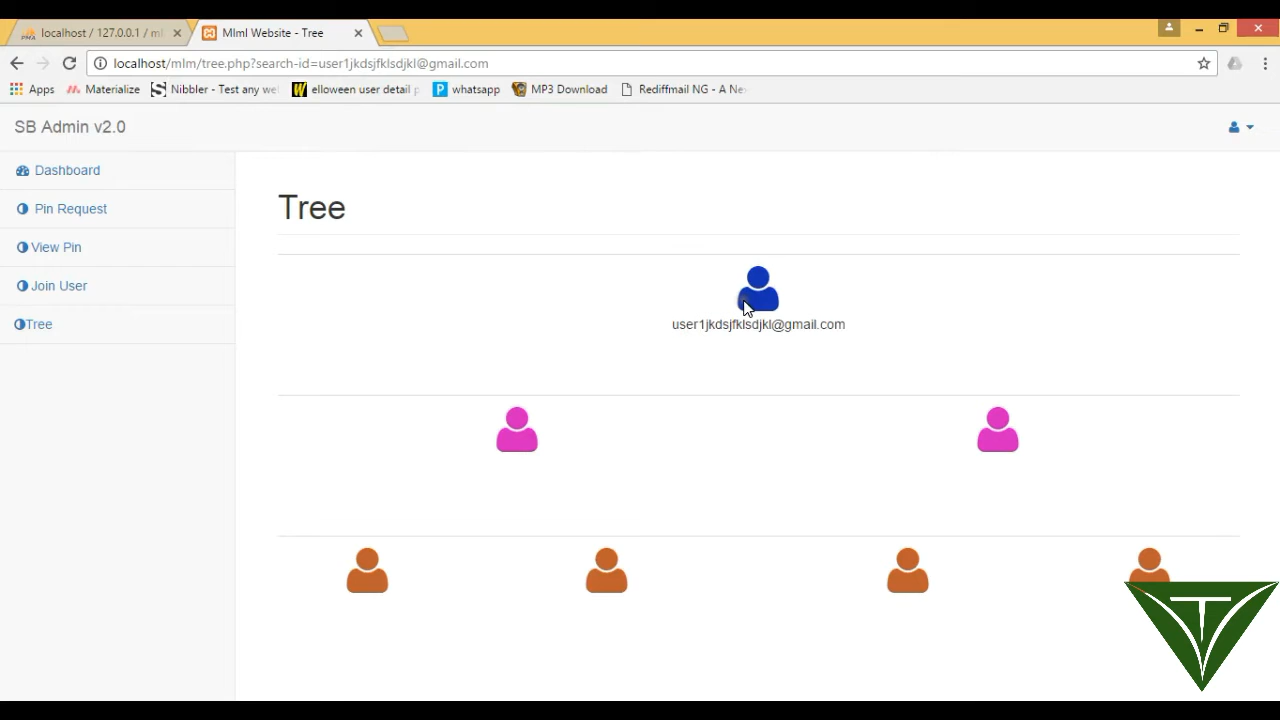 localhost / 127.0.0.1 / ml
Mlml Website - Tree
localhost/mlm/tree.php?search-id=user1jkdsjfklsdjkl@gmail.com
Apps
Materialize
Nibbler - Test any we
elloween user detail p
whatsapp
MP3 Download
Rediffmail NG - A Ne
SB Admin v2.0
Dashboard
Pin Request
View Pin
Join User
Tree
Tree
user1jkdsjfklsdjkl@gmail.com